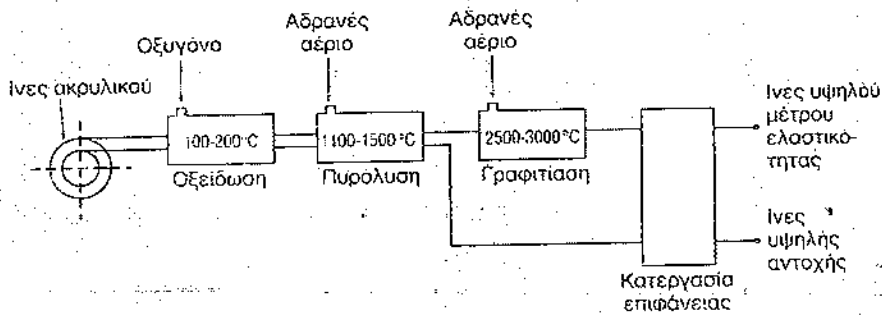 Οξυγόνο
Αδρανές
αέριο
Αδρανές
αέριο
Ινες ακρυλικού
100-200°C
Οξείδωση
1400-1500°C
Πυρόλυση
2500-3000°C
Γραφιτίαση
Κατεργασία
επιφάνειας
Ινες υψηλού
μέτρου
ελαστικό-
τητας
Ινες
υψηλής
αντοχής